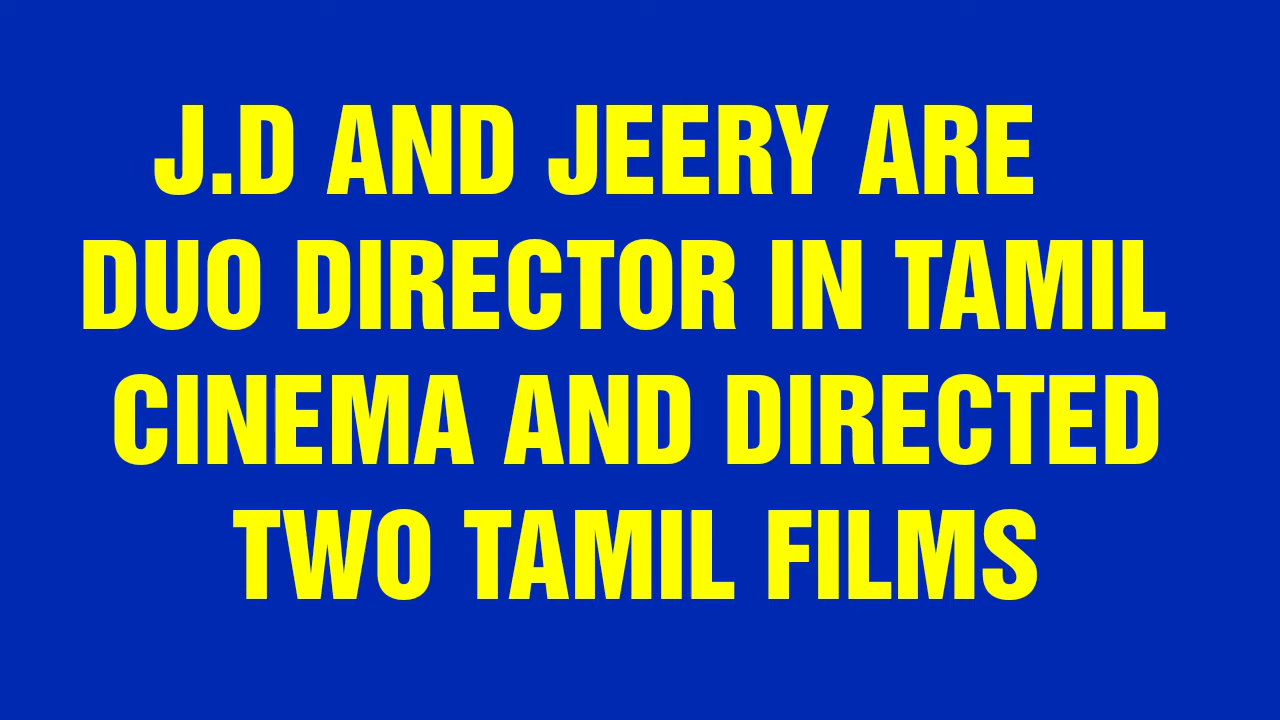 J.D AND JEERY ARE
DUO DIRECTOR IN TAMIL
CINEMA AND DIRECTED
TWO TAMIL FILMS